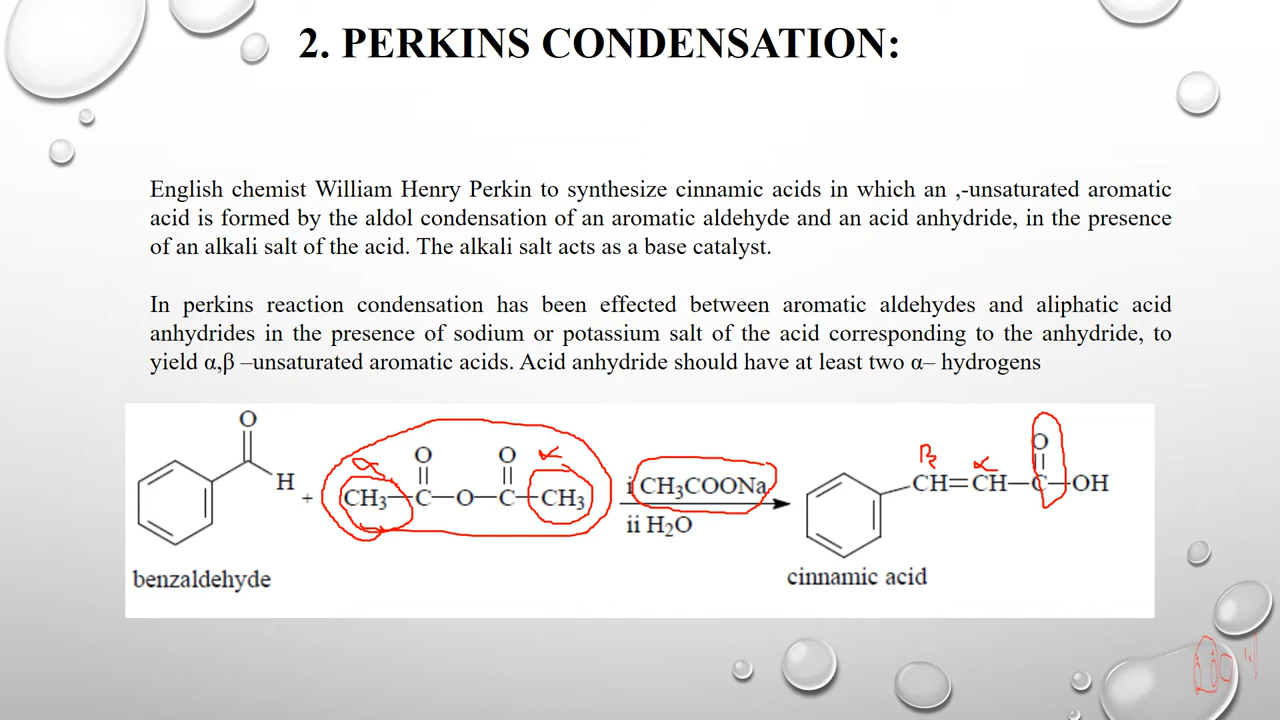 2. PERKINS CONDENSATION:
English chemist William Henry Perkin to synthesize cinnamic acids in which an ,-unsaturated aromatic
acid is formed by the aldol condensation of an aromatic aldehyde and an acid anhydride, in the presence
of an alkali salt of the acid. The alkali salt acts as a base catalyst.
In perkins reaction condensation has been effected between aromatic aldehydes and aliphatic acid
anhydrides in the presence of sodium or potassium salt of the acid corresponding to the anhydride, to
yield α,β –unsaturated aromatic acids. Acid anhydride should have at least two α– hydrogens
O
H
+
α α
O O
CH₃—C—O—C—CH₃
i CH₃COONa
ii H₂O
β α
O
CH=CH—C—OH
benzaldehyde
cinnamic acid